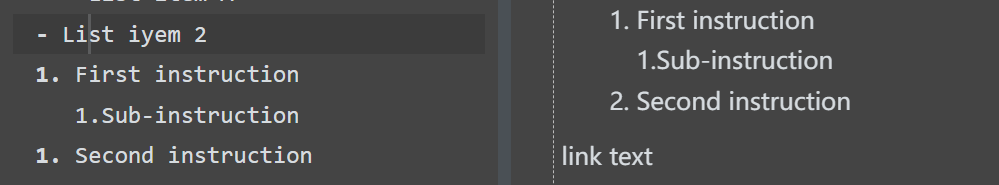 - List iyem 2
1. First instruction
1.Sub-instruction
1. Second instruction
1. First instruction
1.Sub-instruction
2. Second instruction
link text